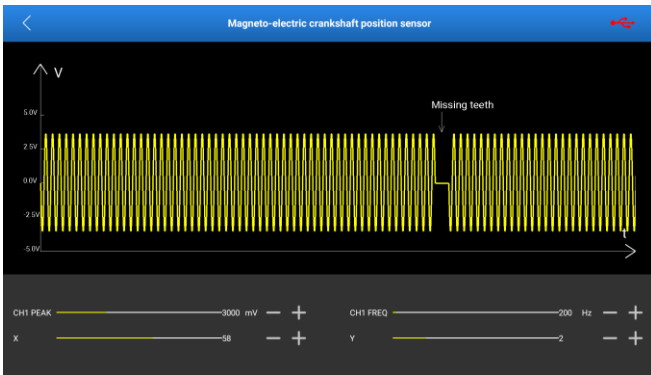 Magneto-electric crankshaft position sensor
V
Missing teeth
5.0V
2.5V
0.0V
-2.5V
-5.0V
t
CH1 PEAK 3000 mV
CH1 FREQ 200 Hz
X 58
Y 2